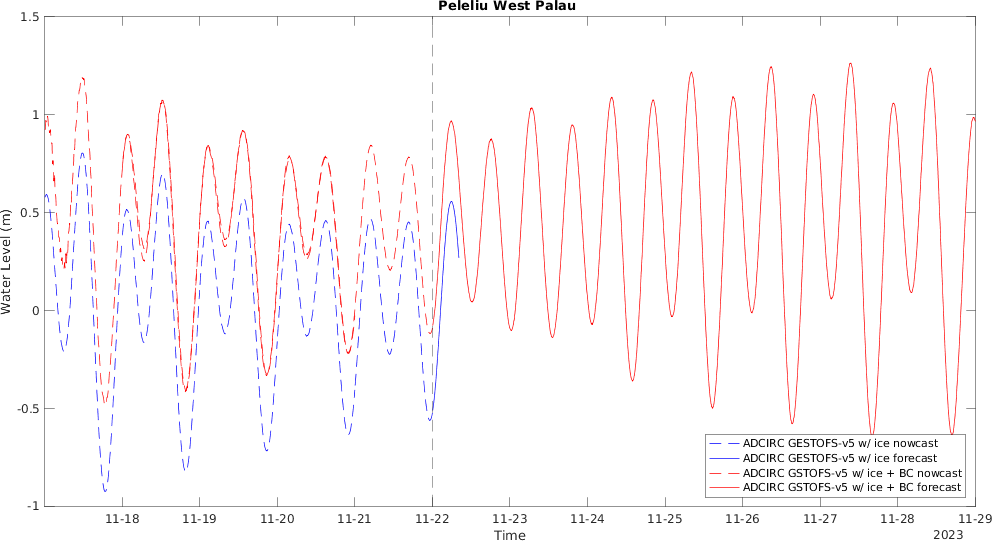 Peleliu West Palau
1.5
1
0.5
0
-0.5
-1
Water Level (m)
ADCIRC GESTOFS-v5 w/ ice nowcast
ADCIRC GESTOFS-v5 w/ ice forecast
ADCIRC GSTOFS-v5 w/ ice + BC nowcast
ADCIRC GSTOFS-v5 w/ ice + BC forecast
11-18 11-19 11-20 11-21 11-22 11-23 11-24 11-25 11-26 11-27 11-28 11-29
Time
2023